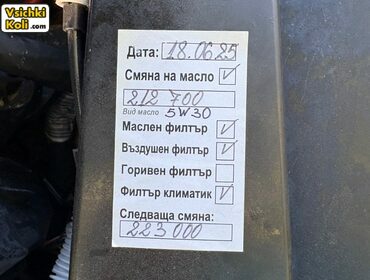 Vsichki
Koli.com
Дата: 18.06.25
Смяна на масло ✓
212 700
Вид масло 5W30
Маслен филтър ✓
Въздушен филтър ✓
Горивен филтър
Филтър климатик ✓
Следваща смяна:
223 000